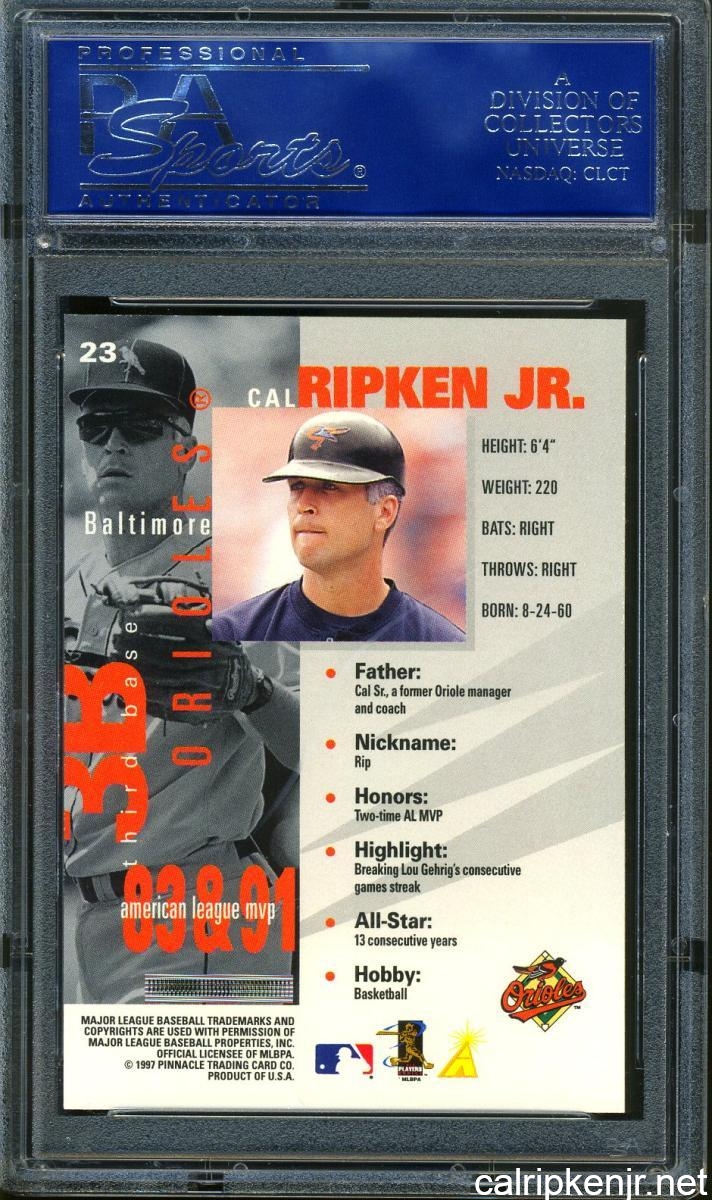 PROFESSIONAL
PSA
Sports®
AUTHENTICATOR
A
DIVISION OF
COLLECTORS
UNIVERSE
NASDAQ: CLCT
23
CAL RIPKEN JR.
Baltimore
ORIOLES®
3B
third base
HEIGHT: 6'4"
WEIGHT: 220
BATS: RIGHT
THROWS: RIGHT
BORN: 8-24-60
• Father:
Cal Sr., a former Oriole manager
and coach
• Nickname:
Rip
• Honors:
Two-time AL MVP
• Highlight:
Breaking Lou Gehrig's consecutive
games streak
• All-Star:
13 consecutive years
• Hobby:
Basketball
83 & 91
american league mvp
Orioles™
MAJOR LEAGUE BASEBALL TRADEMARKS AND
COPYRIGHTS ARE USED WITH PERMISSION OF
MAJOR LEAGUE BASEBALL PROPERTIES, INC.
OFFICIAL LICENSEE OF MLBPA.
© 1997 PINNACLE TRADING CARD CO.
PRODUCT OF U.S.A.
PLAYERS
MLBPA
calripkenjr.net